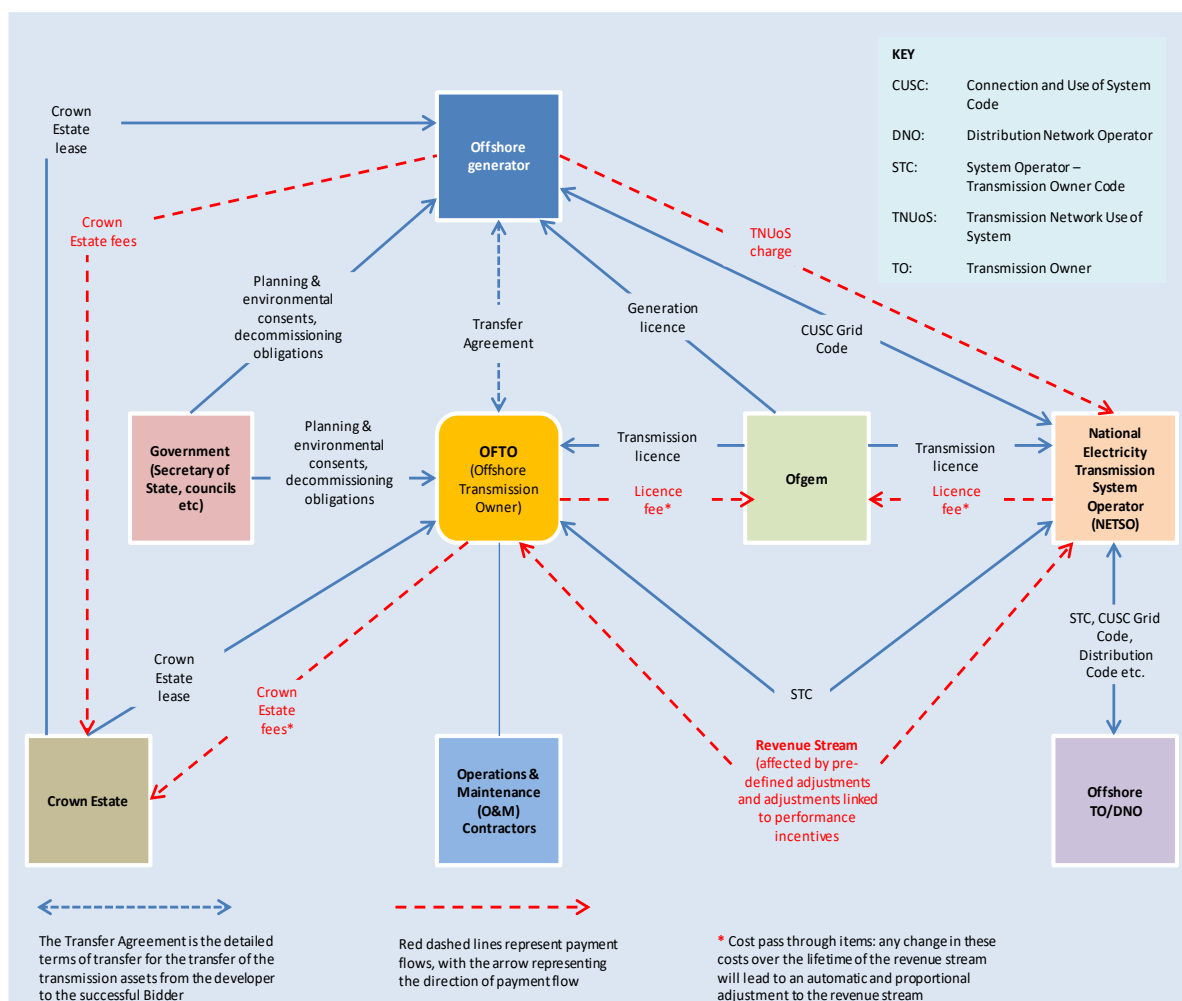 KEY
CUSC: Connection and Use of System
Code
DNO: Distribution Network Operator
STC: System Operator –
Transmission Owner Code
TNUoS: Transmission Network Use of
System
TO: Transmission Owner
Crown
Estate
lease
Offshore
generator
Crown
Estate fees
TNUoS
charge
Planning &
environmental
consents,
decommissioning
obligations
Transfer
Agreement
Generation
licence
CUSC Grid
Code
Government
(Secretary of
State, councils
etc)
Planning &
environmental
consents,
decommissioning
obligations
OFTO
(Offshore
Transmission
Owner)
Transmission
licence
Licence
fee*
Ofgem
Transmission
licence
Licence
fee*
National
Electricity
Transmission
System
Operator
(NETSO)
STC, CUSC Grid
Code,
Distribution
Code etc.
Crown
Estate
lease
Crown
Estate
fees*
STC
Crown Estate
Operations &
Maintenance
(O&M)
Contractors
Revenue Stream
(affected by pre-
defined adjustments
and adjustments linked
to performance
incentives
Offshore
TO/DNO
The Transfer Agreement is the detailed
terms of transfer for the transfer of the
transmission assets from the developer
to the successful Bidder
Red dashed lines represent payment
flows, with the arrow representing
the direction of payment flow
* Cost pass through items: any change in these
costs over the lifetime of the revenue stream
will lead to an automatic and proportional
adjustment to the revenue stream